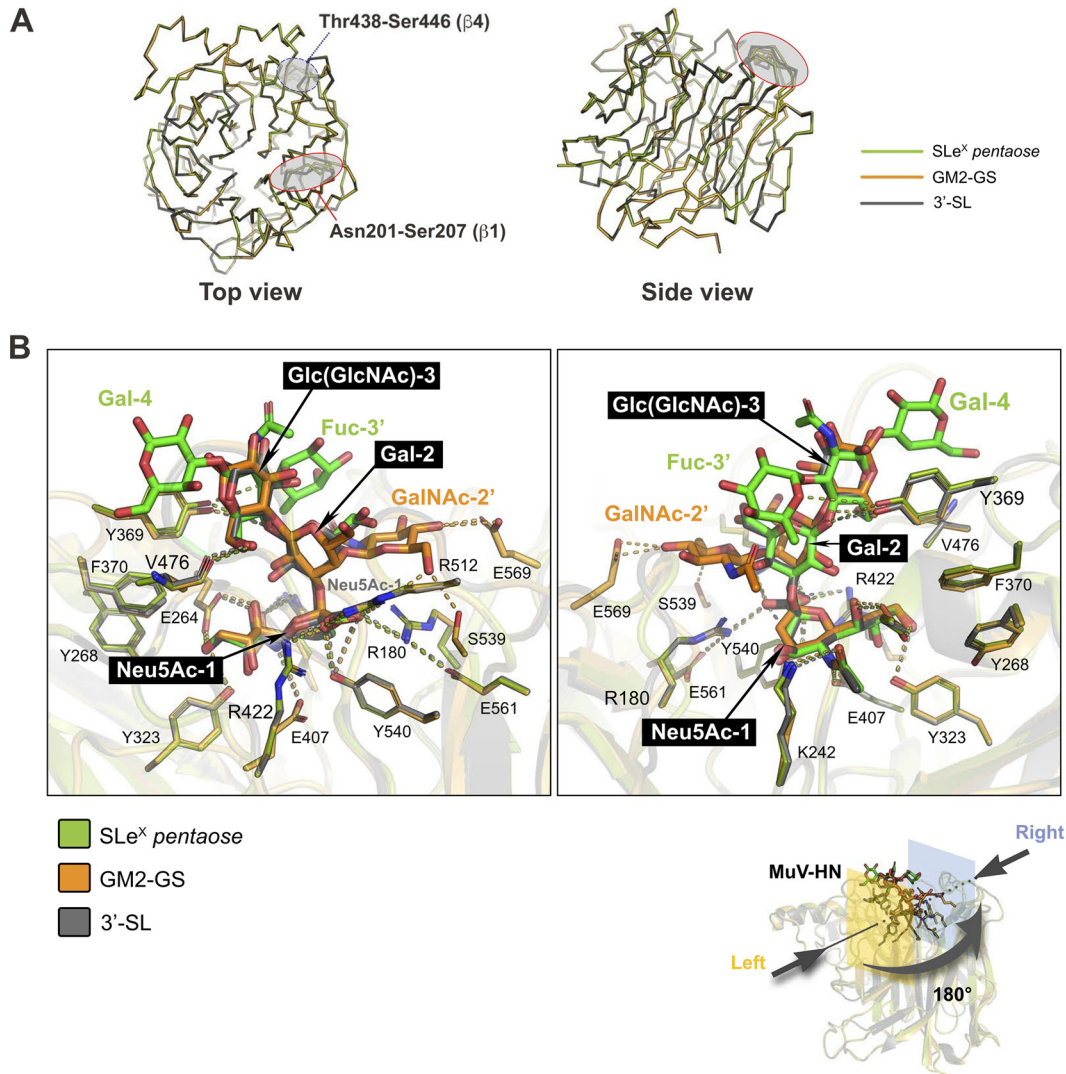 A
Thr438-Ser446 (β4)
Asn201-Ser207 (β1)
Top view
Side view
SLeˣ pentaose
GM2-GS
3'-SL
B
Glc(GlcNAc)-3
Gal-4
Fuc-3'
Gal-2
GalNAc-2'
Y369
V476
F370
E264
Y268
Neu5Ac-1
Neu5Ac-1
R512
E569
S539
R180
E561
Y323
R422
E407
Y540
Glc(GlcNAc)-3
Gal-4
Fuc-3'
GalNAc-2'
Y369
V476
Gal-2
R422
F370
E569
S539
Y540
Y268
R180
E561
Neu5Ac-1
E407
Y323
K242
SLeˣ pentaose
GM2-GS
3'-SL
Right
MuV-HN
Left
180°